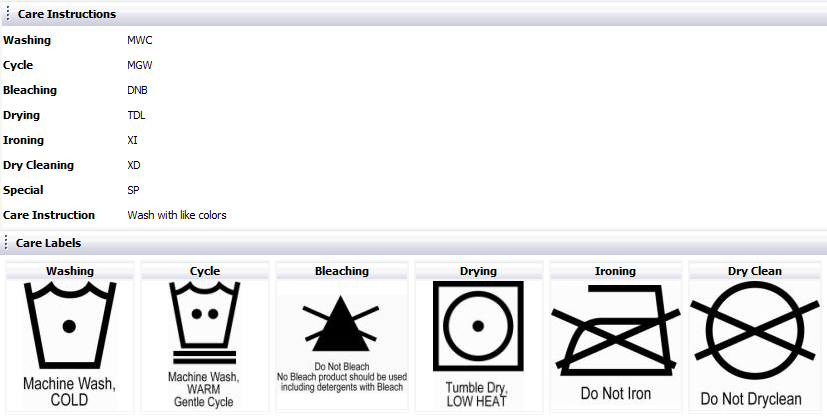 Care Instructions
Washing MWC
Cycle MGW
Bleaching DNB
Drying TDL
Ironing XI
Dry Cleaning XD
Special SP
Care Instruction Wash with like colors
Care Labels
Washing
Machine Wash,
COLD
Cycle
Machine Wash,
WARM
Gentle Cycle
Bleaching
Do Not Bleach
No Bleach product should be used
including detergents with Bleach
Drying
Tumble Dry,
LOW HEAT
Ironing
Do Not Iron
Dry Clean
Do Not Dryclean